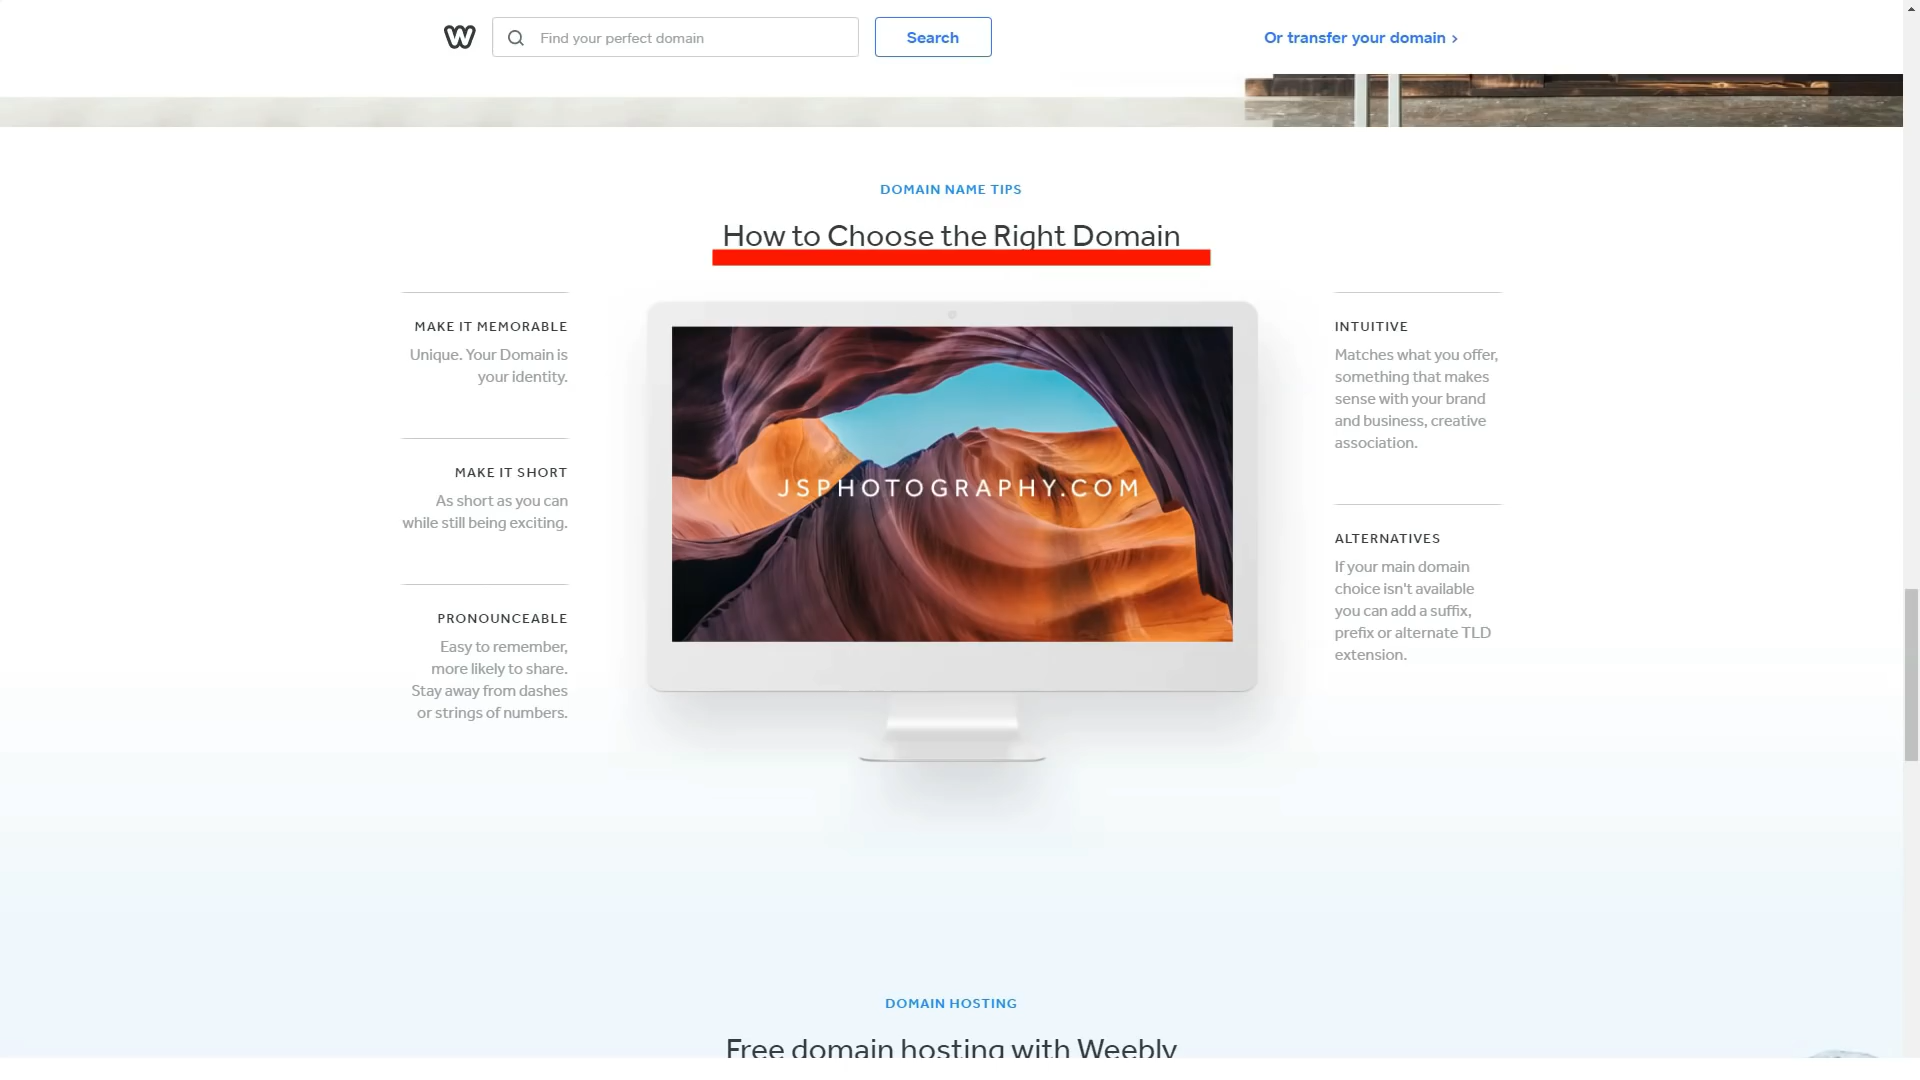 Find your perfect domain
Search
Or transfer your domain ›
DOMAIN NAME TIPS
How to Choose the Right Domain
MAKE IT MEMORABLE
Unique. Your Domain is
your identity.
MAKE IT SHORT
As short as you can
while still being exciting.
PRONOUNCEABLE
Easy to remember,
more likely to share.
Stay away from dashes
or strings of numbers.
JSPHOTOGRAPHY.COM
INTUITIVE
Matches what you offer,
something that makes
sense with your brand
and business, creative
association.
ALTERNATIVES
If your main domain
choice isn't available
you can add a suffix,
prefix or alternate TLD
extension.
DOMAIN HOSTING
Free domain hosting with Weebly